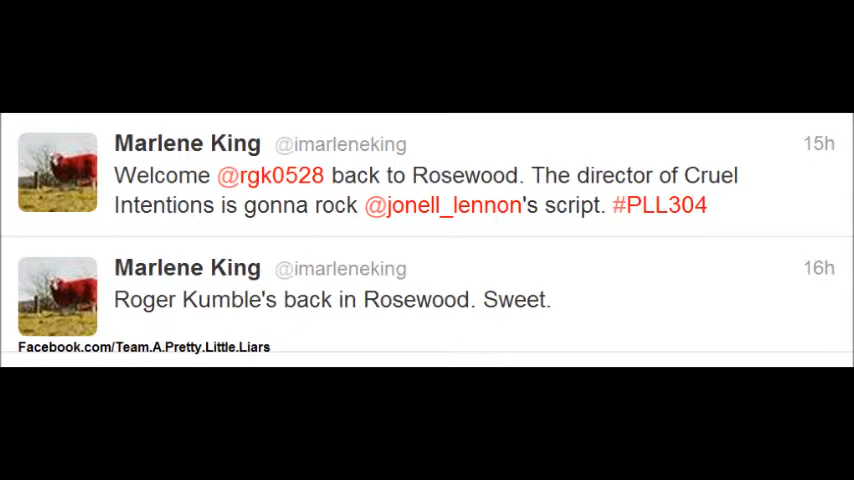 Marlene King @imarleneking 15h
Welcome @rgk0528 back to Rosewood. The director of Cruel
Intentions is gonna rock @jonell_lennon's script. #PLL304
Marlene King @imarleneking 16h
Roger Kumble's back in Rosewood. Sweet.
Facebook.com/Team.A.Pretty.Little.Liars